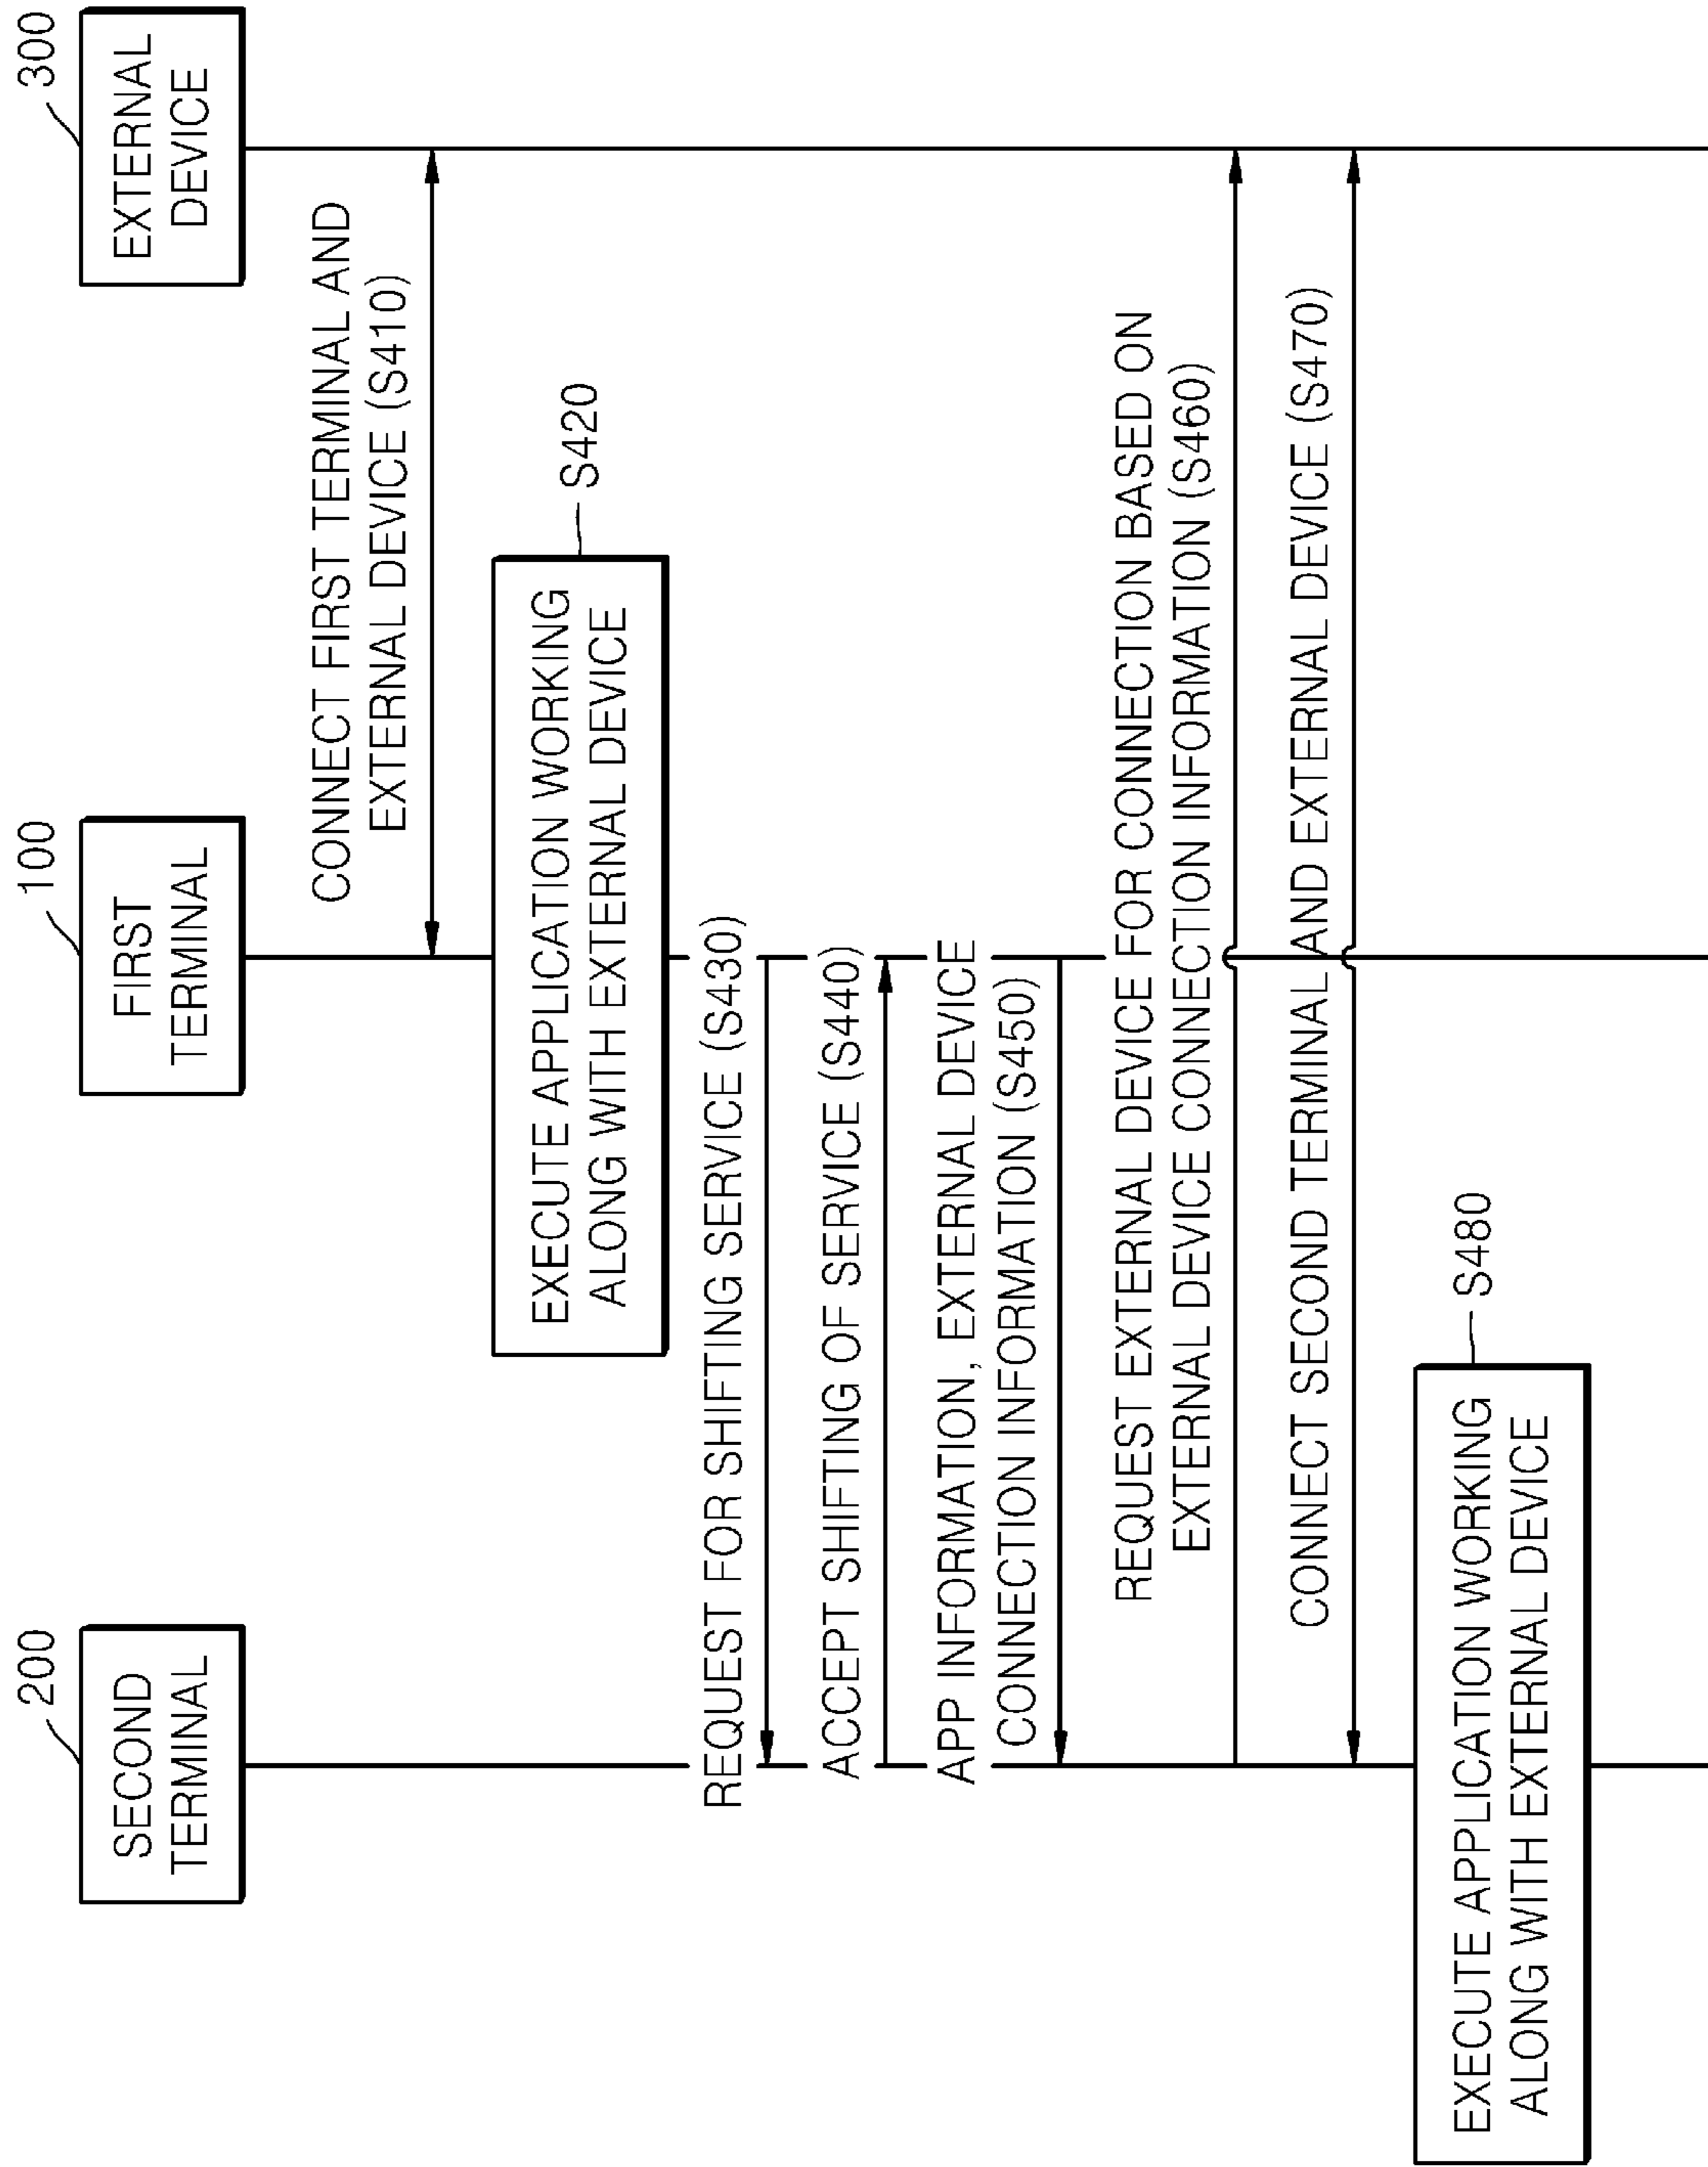 200
SECOND
TERMINAL
100
FIRST
TERMINAL
300
EXTERNAL
DEVICE
CONNECT FIRST TERMINAL AND
EXTERNAL DEVICE (S410)
EXECUTE APPLICATION WORKING
ALONG WITH EXTERNAL DEVICE
S420
REQUEST FOR SHIFTING SERVICE (S430)
ACCEPT SHIFTING OF SERVICE (S440)
APP INFORMATION, EXTERNAL DEVICE
CONNECTION INFORMATION (S450)
REQUEST EXTERNAL DEVICE FOR CONNECTION BASED ON
EXTERNAL DEVICE CONNECTION INFORMATION (S460)
CONNECT SECOND TERMINAL AND EXTERNAL DEVICE (S470)
EXECUTE APPLICATION WORKING
ALONG WITH EXTERNAL DEVICE
S480